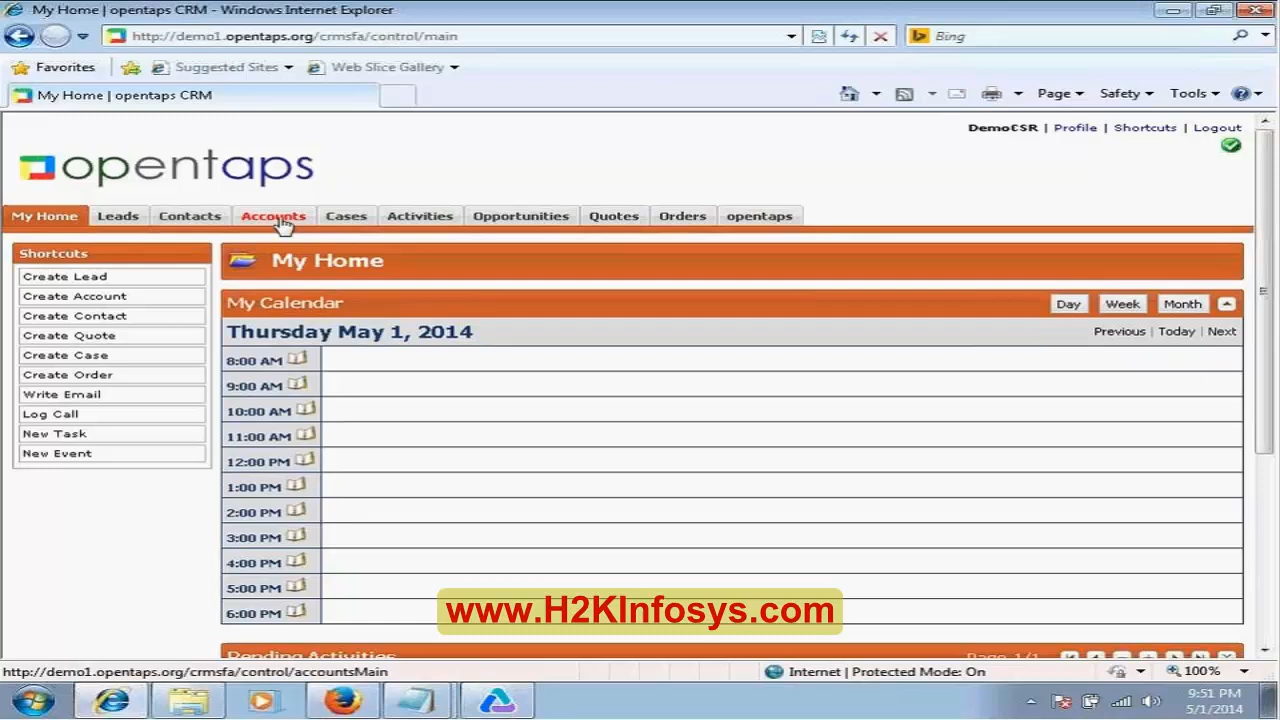 My Home | opentaps CRM - Windows Internet Explorer
http://demo1.opentaps.org/crmsfa/control/main
Bing
Favorites Suggested Sites Web Slice Gallery
My Home | opentaps CRM
Page Safety Tools
DemoCSR | Profile | Shortcuts | Logout
opentaps
My Home Leads Contacts Accounts Cases Activities Opportunities Quotes Orders opentaps
Shortcuts
Create Lead
Create Account
Create Contact
Create Quote
Create Case
Create Order
Write Email
Log Call
New Task
New Event
My Home
My Calendar
Day Week Month
Thursday May 1, 2014
Previous | Today | Next
8:00 AM
9:00 AM
10:00 AM
11:00 AM
12:00 PM
1:00 PM
2:00 PM
3:00 PM
4:00 PM
5:00 PM
6:00 PM
www.H2KInfosys.com
Pending Activities
Page 1/1
http://demo1.opentaps.org/crmsfa/control/accountsMain
Internet | Protected Mode: On
100%
9:51 PM
5/1/2014